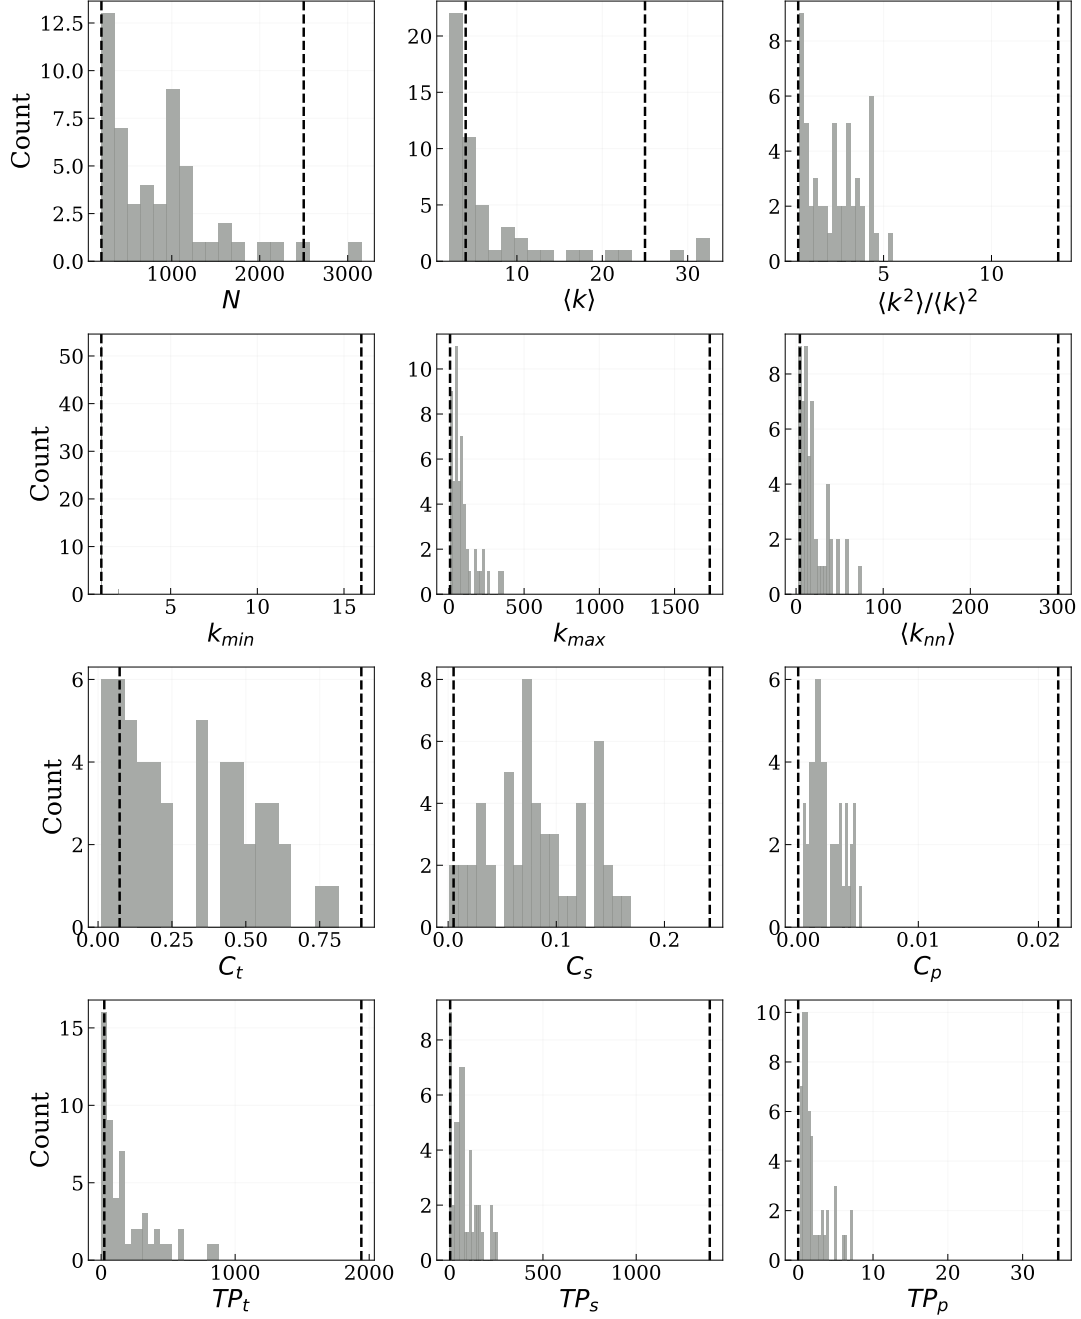 12.5
10.0
7.5
5.0
2.5
0.0
Count
1000 2000 3000
N
20
15
10
5
0
10 20 30
⟨k⟩
8
6
4
2
0
5 10
⟨k²⟩/⟨k⟩²
50
40
30
20
10
0
Count
5 10 15
k_min
10
8
6
4
2
0
0 500 1000 1500
k_max
8
6
4
2
0
0 100 200 300
⟨k_nn⟩
6
4
2
0
Count
0.00 0.25 0.50 0.75
C_t
8
6
4
2
0
0.0 0.1 0.2
C_s
6
4
2
0
0.00 0.01 0.02
C_p
15
10
5
0
Count
0 1000 2000
TP_t
8
6
4
2
0
0 500 1000
TP_s
10
8
6
4
2
0
0 10 20 30
TP_p